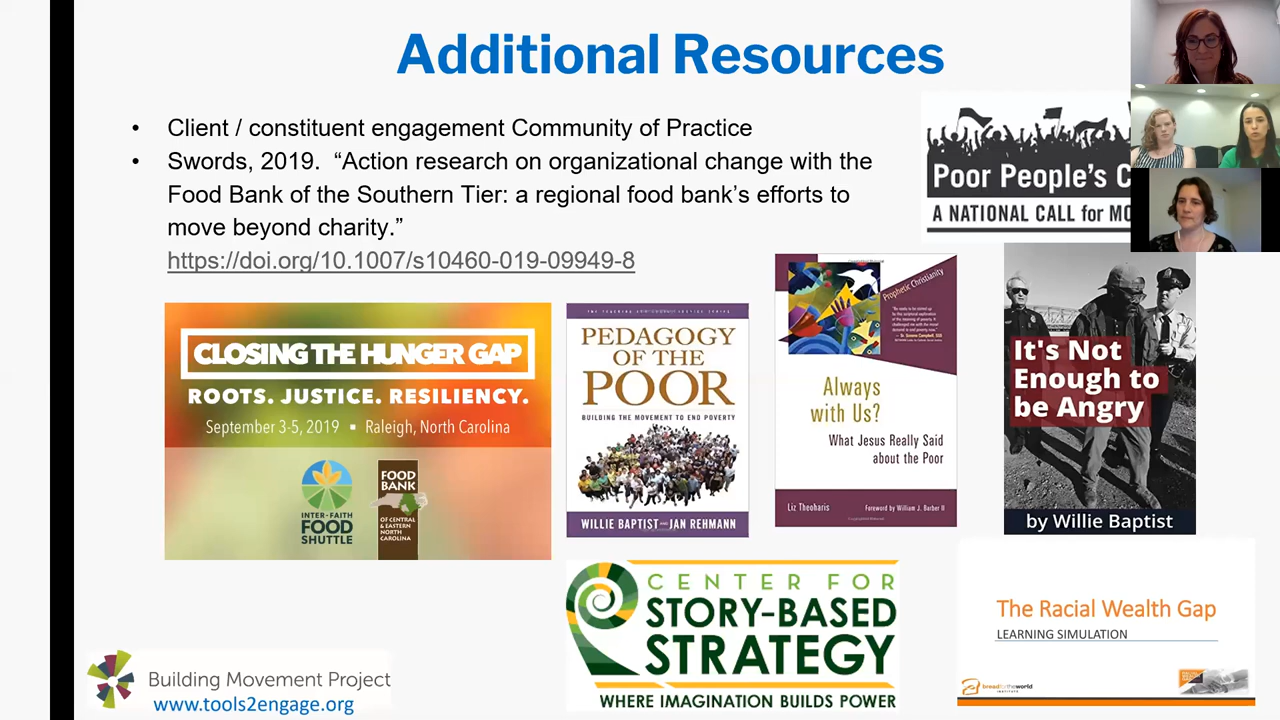 Additional Resources
• Client / constituent engagement Community of Practice
• Swords, 2019. “Action research on organizational change with the
Food Bank of the Southern Tier: a regional food bank’s efforts to
move beyond charity.”
https://doi.org/10.1007/s10460-019-09949-8
Poor People's C
A NATIONAL CALL for MO
CLOSING THE HUNGER GAP
ROOTS. JUSTICE. RESILIENCY.
September 3-5, 2019 ▪ Raleigh, North Carolina
INTER-FAITH
FOOD
SHUTTLE
FOOD
BANK
OF CENTRAL
& EASTERN
NORTH
CAROLINA
PEDAGOGY
OF THE
POOR
BUILDING THE MOVEMENT TO END POVERTY
WILLIE BAPTIST AND JAN REHMANN
Prophetic Christianity
Always
with Us?
What Jesus Really Said
about the Poor
Liz Theoharis
Foreword by William J. Barber II
It's Not
Enough to
be Angry
by Willie Baptist
CENTER FOR
STORY-BASED
STRATEGY
WHERE IMAGINATION BUILDS POWER
The Racial Wealth Gap
LEARNING SIMULATION
breadfortheworld
INSTITUTE
Building Movement Project
www.tools2engage.org